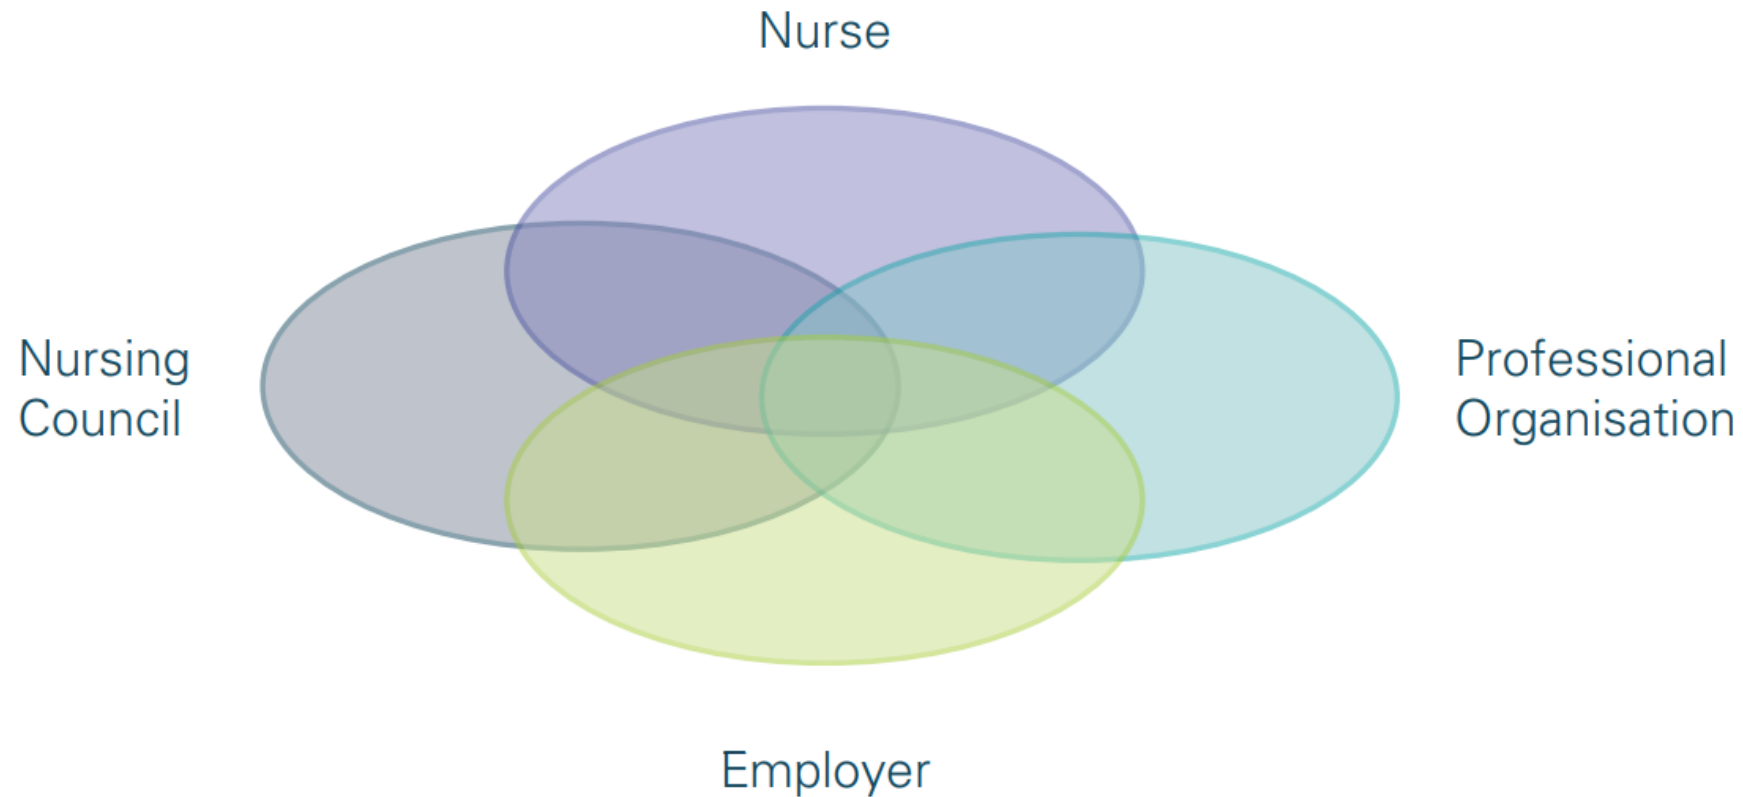 Nurse
Nursing
Council
Professional
Organisation
Employer